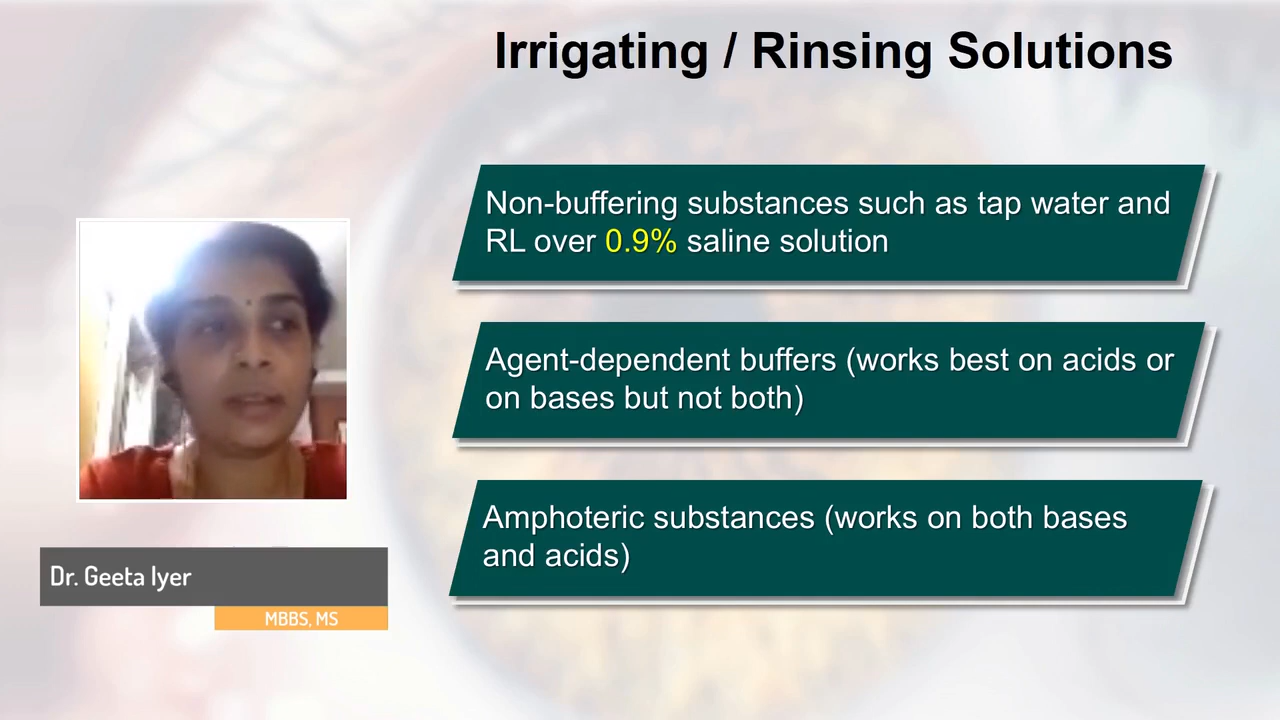 Irrigating / Rinsing Solutions
Non-buffering substances such as tap water and
RL over 0.9% saline solution
Agent-dependent buffers (works best on acids or
on bases but not both)
Amphoteric substances (works on both bases
and acids)
Dr. Geeta Iyer
MBBS, MS